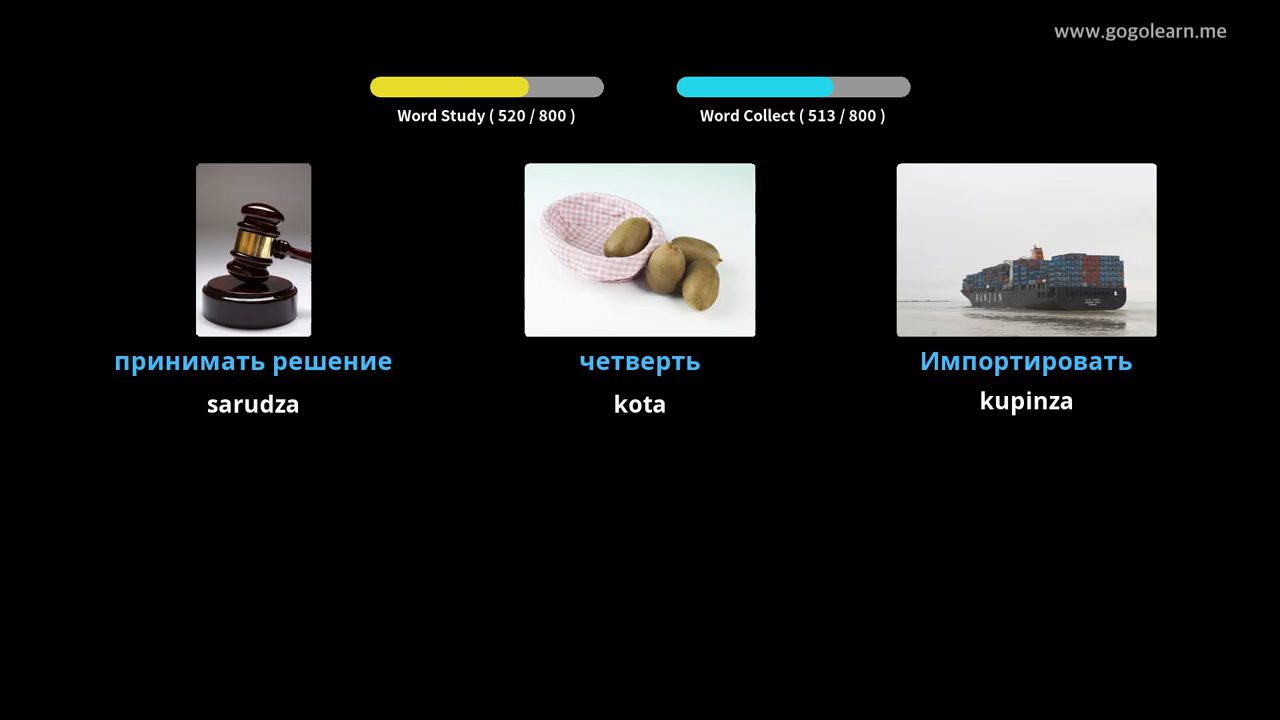 www.gogolearn.me
Word Study ( 520 / 800 )
Word Collect ( 513 / 800 )
принимать решение
четверть
Импортировать
sarudza
kota
kupinza